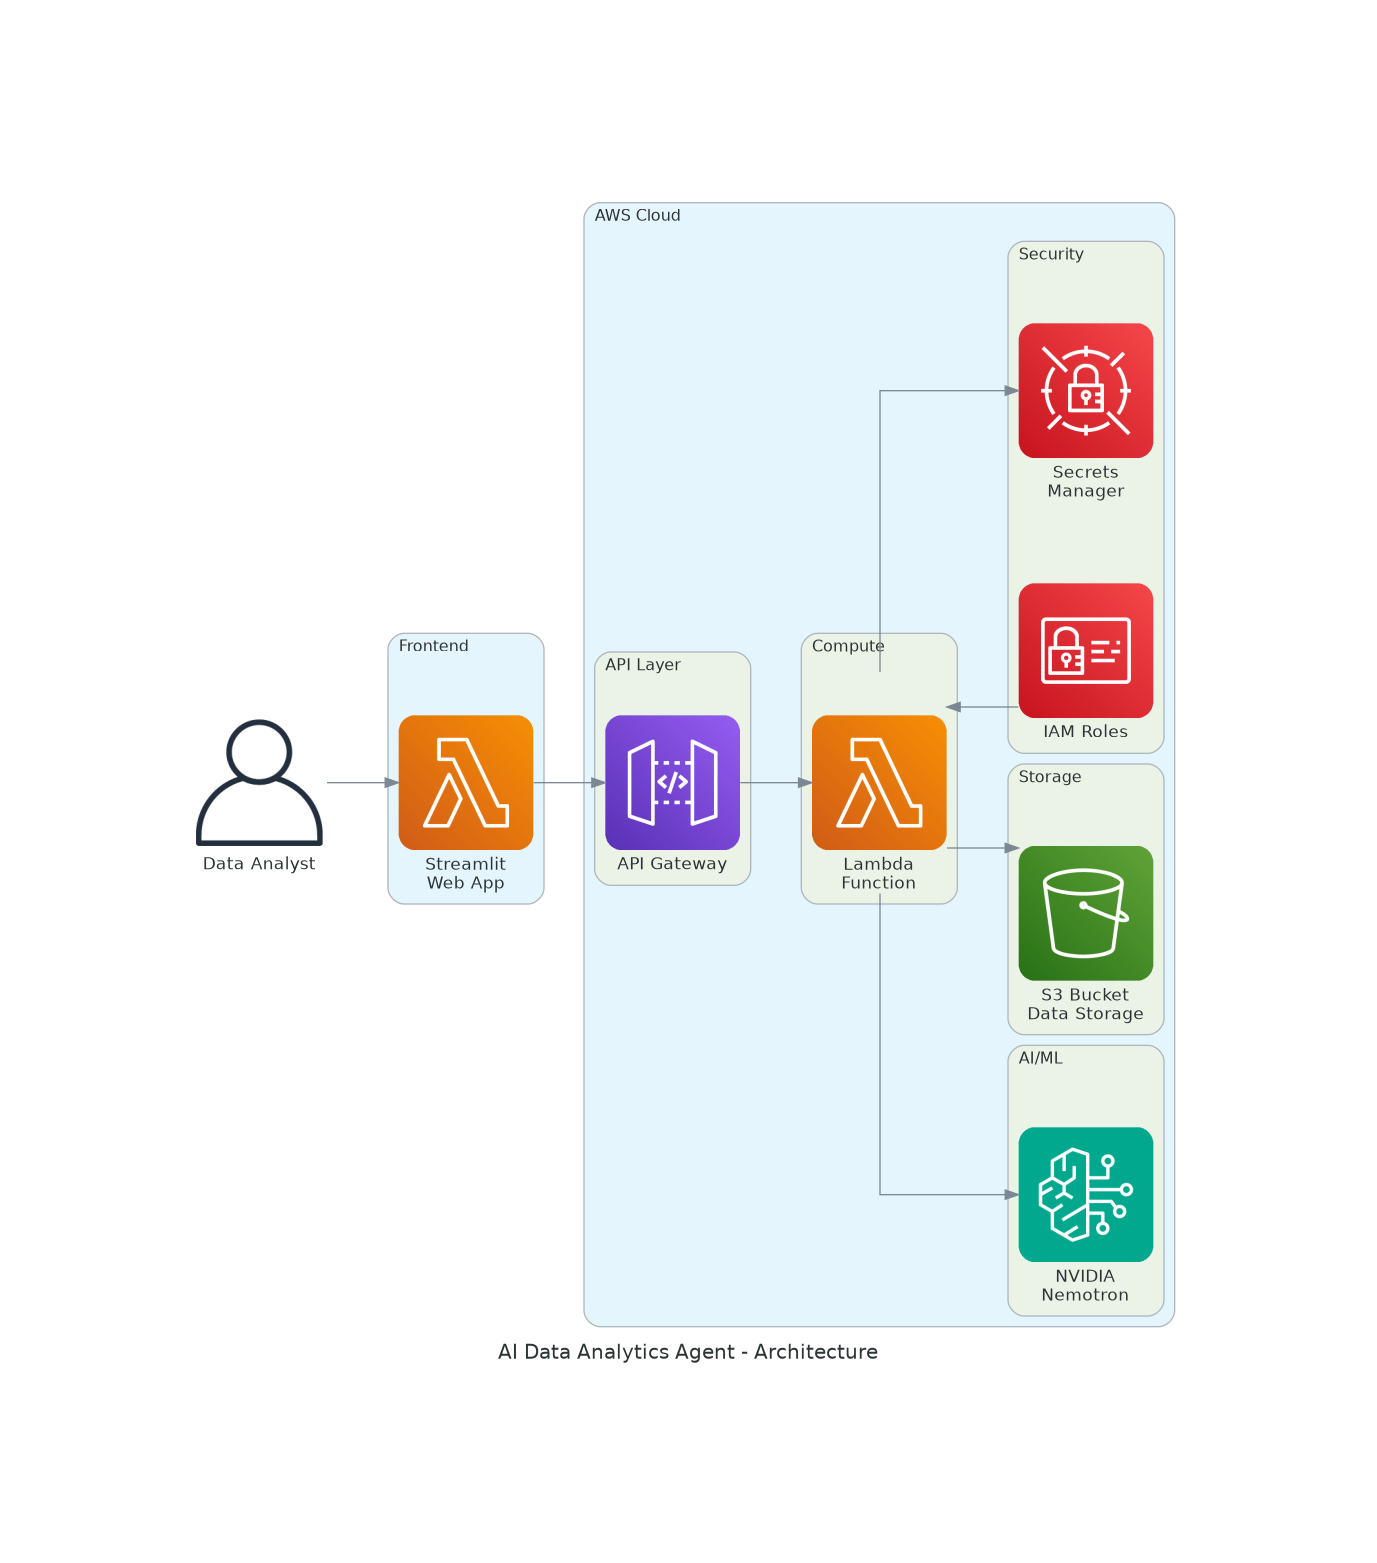 AWS Cloud
Security
Secrets
Manager
IAM Roles
Frontend
Compute
API Layer
Storage
Data Analyst
Streamlit
Web App
API Gateway
Lambda
Function
S3 Bucket
Data Storage
AI/ML
NVIDIA
Nemotron
AI Data Analytics Agent - Architecture